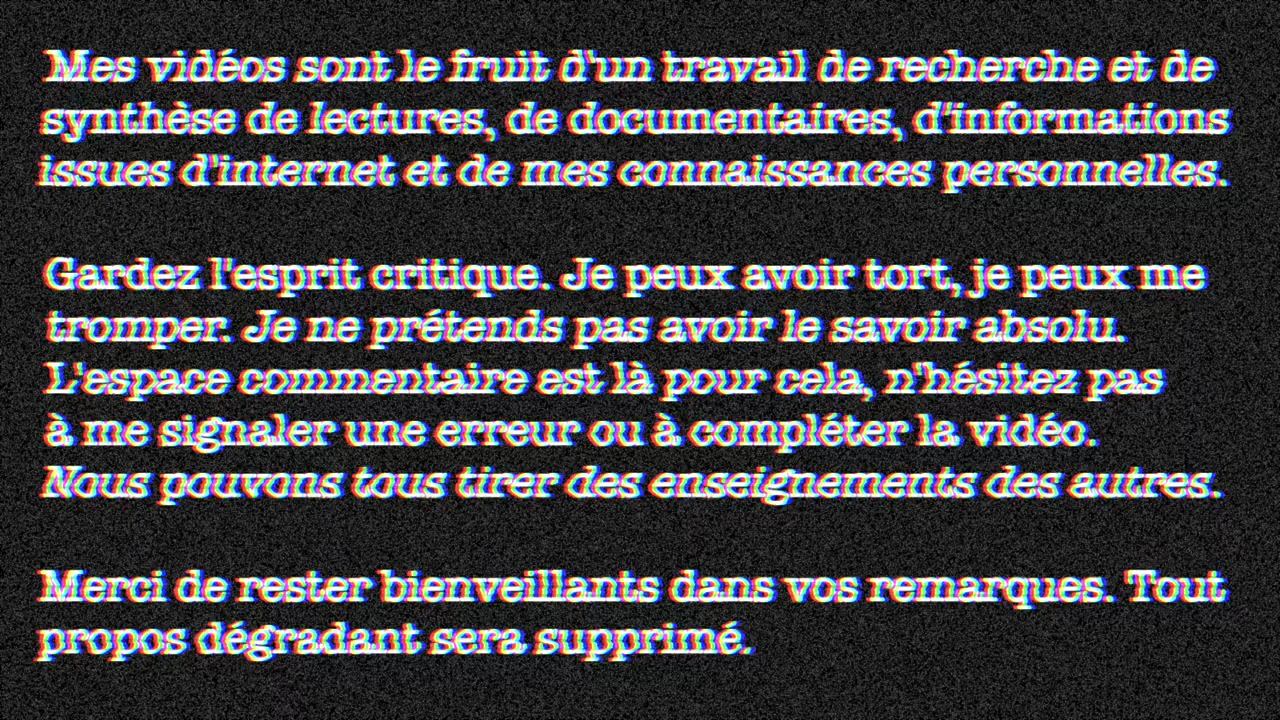 Mes vidéos sont le fruit d'un travail de recherche et de
synthèse de lectures, de documentaires, d'informations
issues d'internet et de mes connaissances personnelles.
Gardez l'esprit critique. Je peux avoir tort, je peux me
tromper. Je ne prétends pas avoir le savoir absolu.
L'espace commentaire est là pour cela, n'hésitez pas
à me signaler une erreur ou à compléter la vidéo.
Nous pouvons tous tirer des enseignements des autres.
Merci de rester bienveillants dans vos remarques. Tout
propos dégradant sera supprimé.